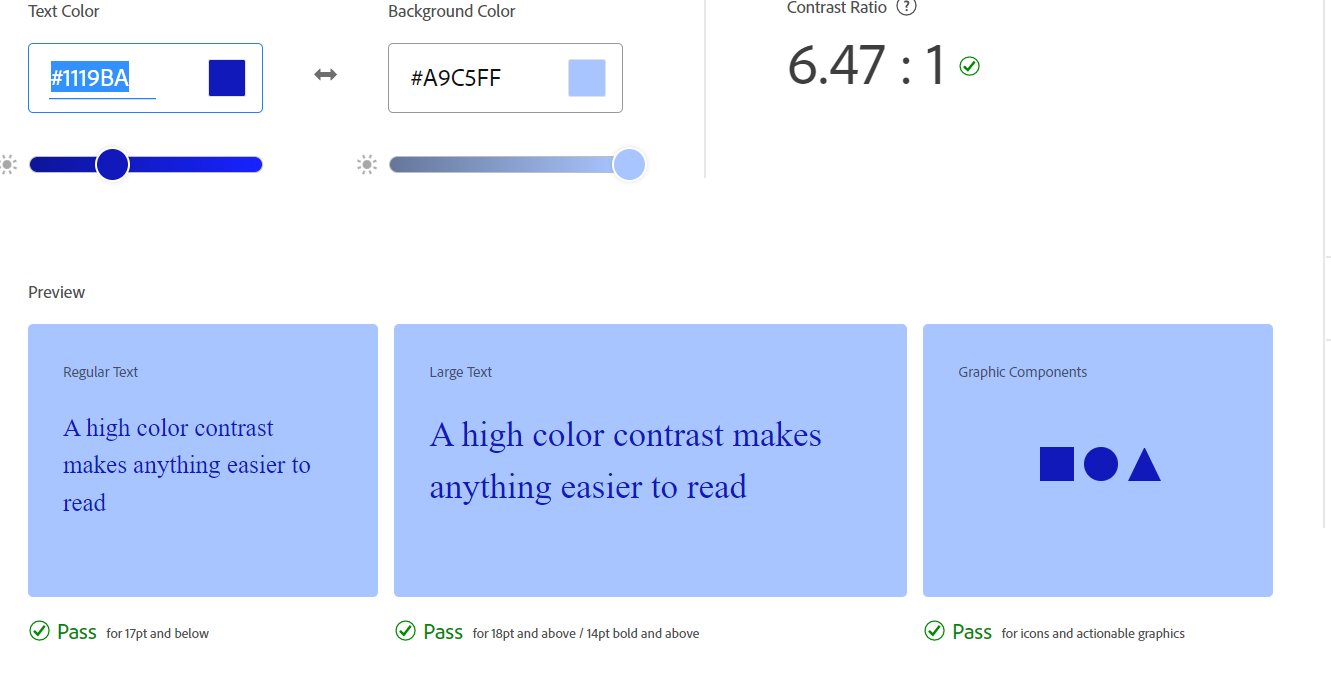 Text Color
Background Color
Contrast Ratio ?
#1119BA
#A9C5FF
6.47 : 1
Preview
Regular Text
A high color contrast
makes anything easier to
read
Large Text
A high color contrast makes
anything easier to read
Graphic Components
Pass for 17pt and below
Pass for 18pt and above / 14pt bold and above
Pass for icons and actionable graphics